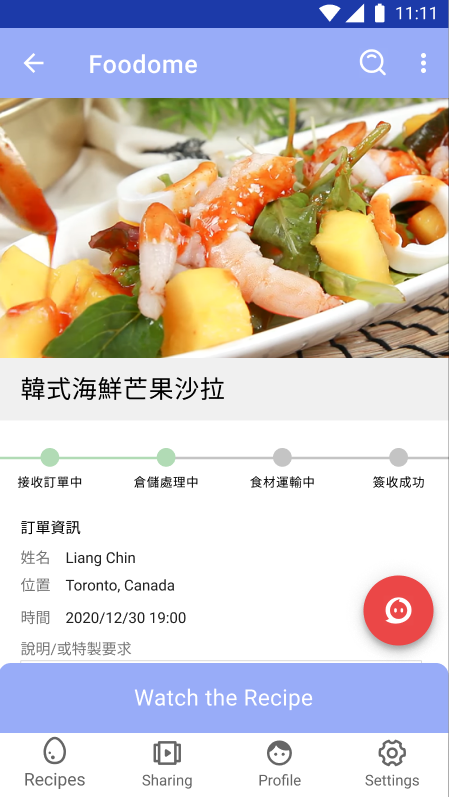 11:11
Foodome
韓式海鮮芒果沙拉
接收訂單中 倉儲處理中 食材運輸中 簽收成功
訂單資訊
姓名 Liang Chin
位置 Toronto, Canada
時間 2020/12/30 19:00
說明/或特製要求
Watch the Recipe
Recipes Sharing Profile Settings